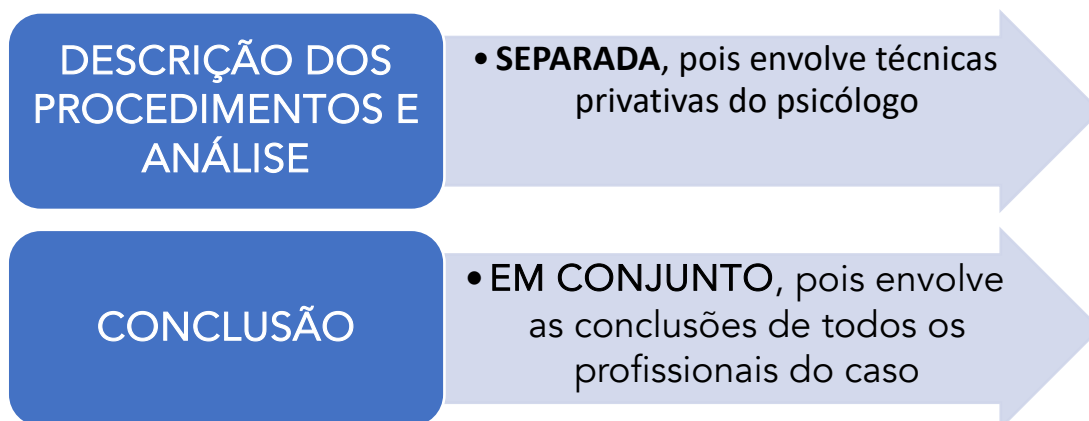 DESCRIÇÃO DOS
PROCEDIMENTOS E
ANÁLISE
• SEPARADA, pois envolve técnicas
privativas do psicólogo
CONCLUSÃO
• EM CONJUNTO, pois envolve
as conclusões de todos os
profissionais do caso